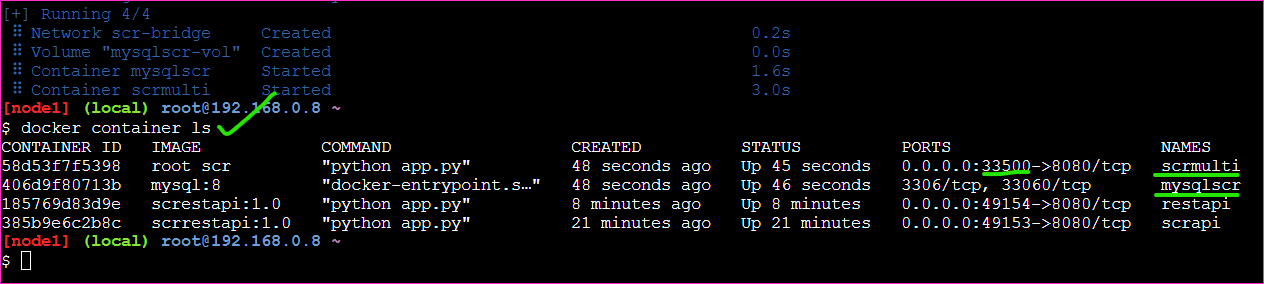 [+] Running 4/4
⠿ Network scr-bridge Created 0.2s
⠿ Volume "mysqlscr-vol" Created 0.0s
⠿ Container mysqlscr Started 1.6s
⠿ Container scrmulti Started 3.0s
[node1] (local) root@192.168.0.8 ~
$ docker container ls
CONTAINER ID IMAGE COMMAND CREATED STATUS PORTS NAMES
58d53f7f5398 root scr "python app.py" 48 seconds ago Up 45 seconds 0.0.0.0:33500->8080/tcp scrmulti
406d9f80713b mysql:8 "docker-entrypoint.s…" 48 seconds ago Up 46 seconds 3306/tcp, 33060/tcp mysqlscr
185769d83d9e screstapi:1.0 "python app.py" 8 minutes ago Up 8 minutes 0.0.0.0:49154->8080/tcp restapi
385b9e6c2b8c scrrestapi:1.0 "python app.py" 21 minutes ago Up 21 minutes 0.0.0.0:49153->8080/tcp scrapi
[node1] (local) root@192.168.0.8 ~
$